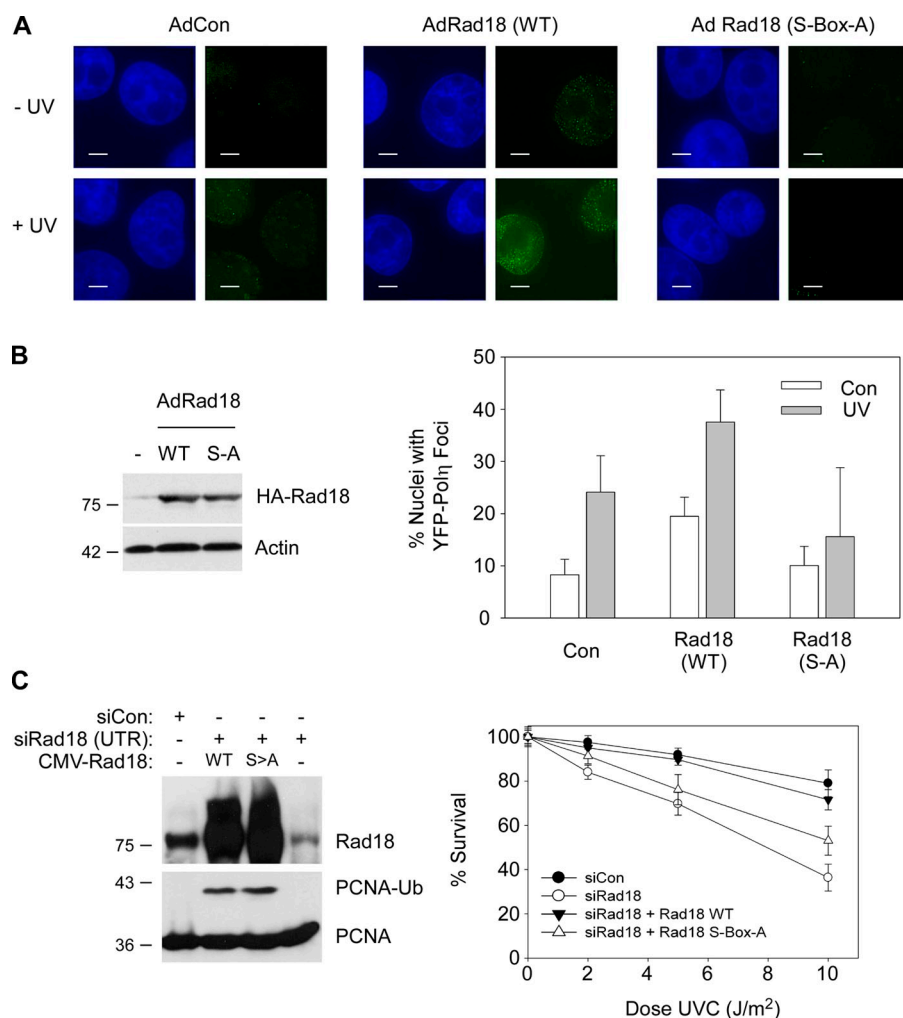 A
AdCon
AdRad18 (WT)
Ad Rad18 (S-Box-A)
- UV
+ UV
B
AdRad18
- WT S-A
75
HA-Rad18
42
Actin
% Nuclei with
YFP-Polη Foci
50
40
30
20
10
0
Con
UV
Con
Rad18
(WT)
Rad18
(S-A)
C
siCon: + - - -
siRad18 (UTR): - + + +
CMV-Rad18: - WT S>A -
75
Rad18
43
PCNA-Ub
36
PCNA
% Survival
100
80
60
40
20
0
siCon
siRad18
siRad18 + Rad18 WT
siRad18 + Rad18 S-Box-A
0 2 4 6 8 10
Dose UVC (J/m²)